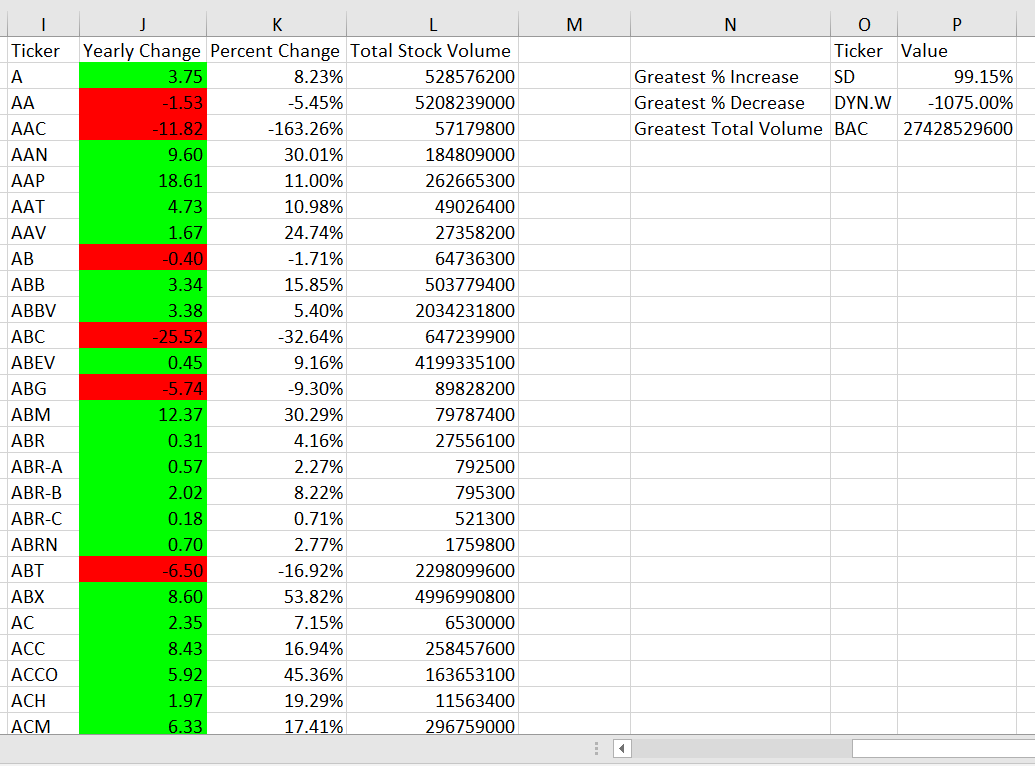 I J K L M N O P
Ticker Yearly Change Percent Change Total Stock Volume Ticker Value
A 3.75 8.23% 528576200 Greatest % Increase SD 99.15%
AA -1.53 -5.45% 5208239000 Greatest % Decrease DYN.W -1075.00%
AAC -11.82 -163.26% 57179800 Greatest Total Volume BAC 27428529600
AAN 9.60 30.01% 184809000
AAP 18.61 11.00% 262665300
AAT 4.73 10.98% 49026400
AAV 1.67 24.74% 27358200
AB -0.40 -1.71% 64736300
ABB 3.34 15.85% 503779400
ABBV 3.38 5.40% 2034231800
ABC -25.52 -32.64% 647239900
ABEV 0.45 9.16% 4199335100
ABG -5.74 -9.30% 89828200
ABM 12.37 30.29% 79787400
ABR 0.31 4.16% 27556100
ABR-A 0.57 2.27% 792500
ABR-B 2.02 8.22% 795300
ABR-C 0.18 0.71% 521300
ABRN 0.70 2.77% 1759800
ABT -6.50 -16.92% 2298099600
ABX 8.60 53.82% 4996990800
AC 2.35 7.15% 6530000
ACC 8.43 16.94% 258457600
ACCO 5.92 45.36% 163653100
ACH 1.97 19.29% 11563400
ACM 6.33 17.41% 296759000